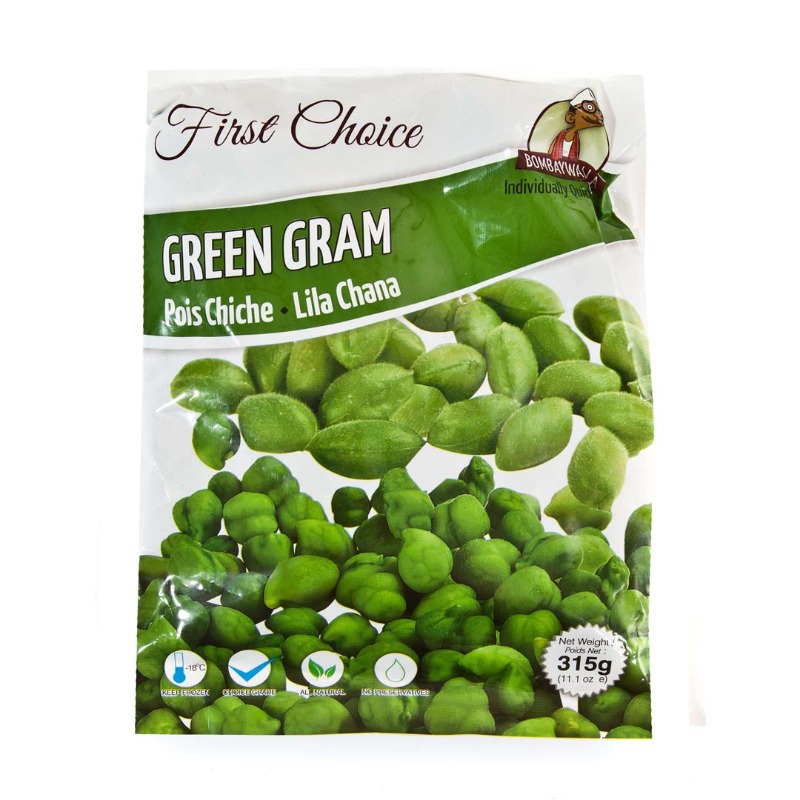 First Choice
BOMBAYWALLA
Individually
GREEN GRAM
Pois Chiche • Lila Chana
-18°C
KEEP FROZEN
CHOICE GRADE
ALL NATURAL
NO PRESERVATIVES
Net Weight:
Poids Net :
315g
(11.1 oz e)